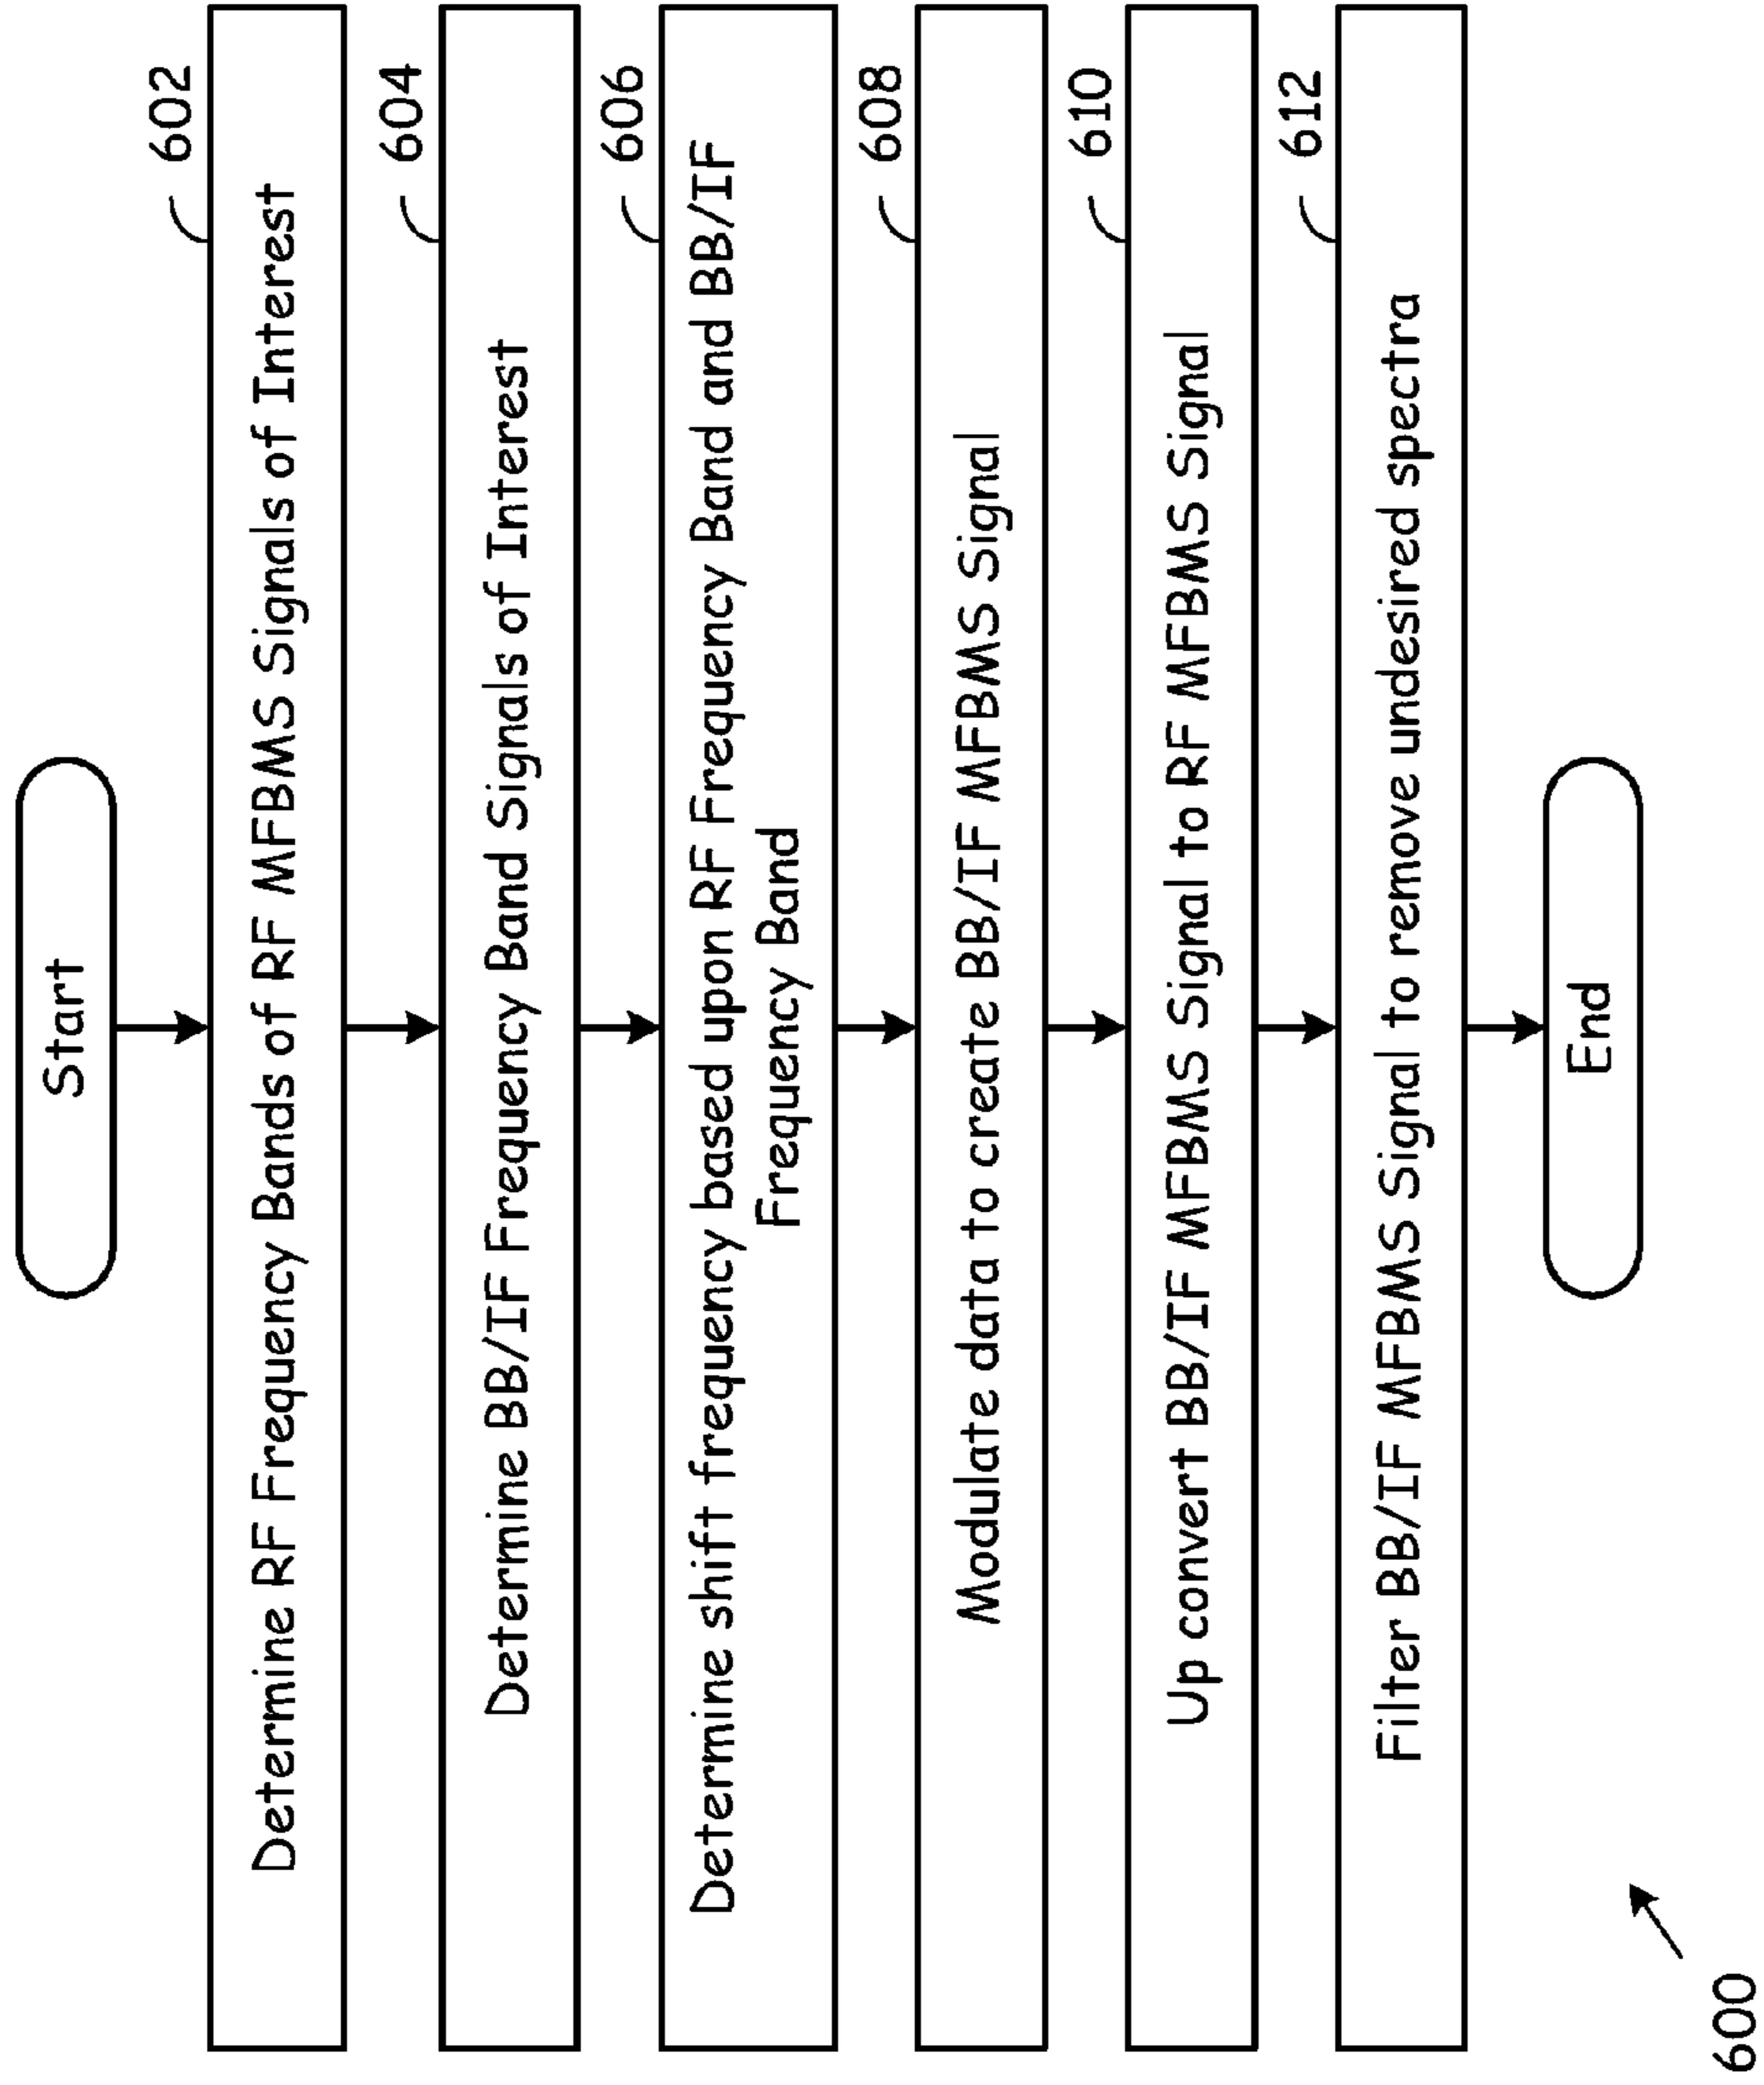 Start
602
Determine RF Frequency Bands of RF MFBMS Signals of Interest
604
Determine BB/IF Frequency Band Signals of Interest
606
Determine shift frequency based upon RF Frequency Band and BB/IF
Frequency Band
608
Modulate data to create BB/IF MFBMS Signal
610
Up convert BB/IF MFBMS Signal to RF MFBMS Signal
612
Filter BB/IF MFBMS Signal to remove undesired spectra
End
600